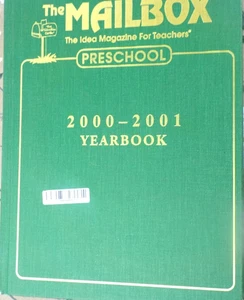 The MAILBOX
The Idea Magazine For Teachers®
PRESCHOOL
2000–2001
YEARBOOK